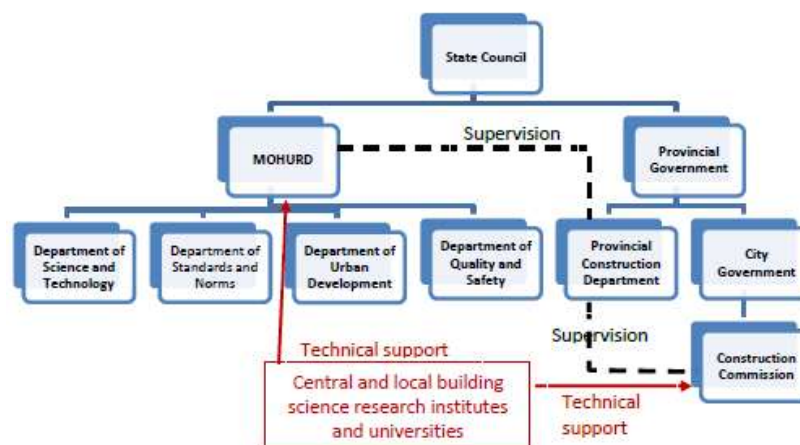 State Council
MOHURD
Supervision
Provincial
Government
Department of
Science and
Technology
Department of
Standards and
Norms
Department of
Urban
Development
Department of
Quality and
Safety
Provincial
Construction
Department
City
Government
Supervision
Construction
Commission
Technical support
Central and local building
science research institutes
and universities
Technical
support